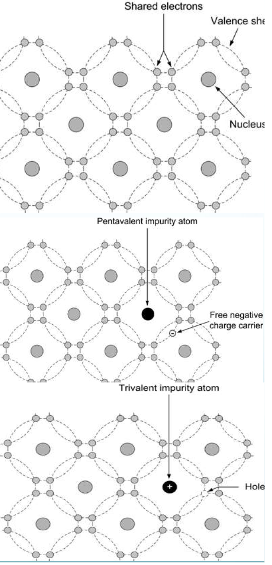 Shared electrons
Valence she
Nucleus
Pentavalent impurity atom
Free negative
charge carrier
−
Trivalent impurity atom
+
Hole